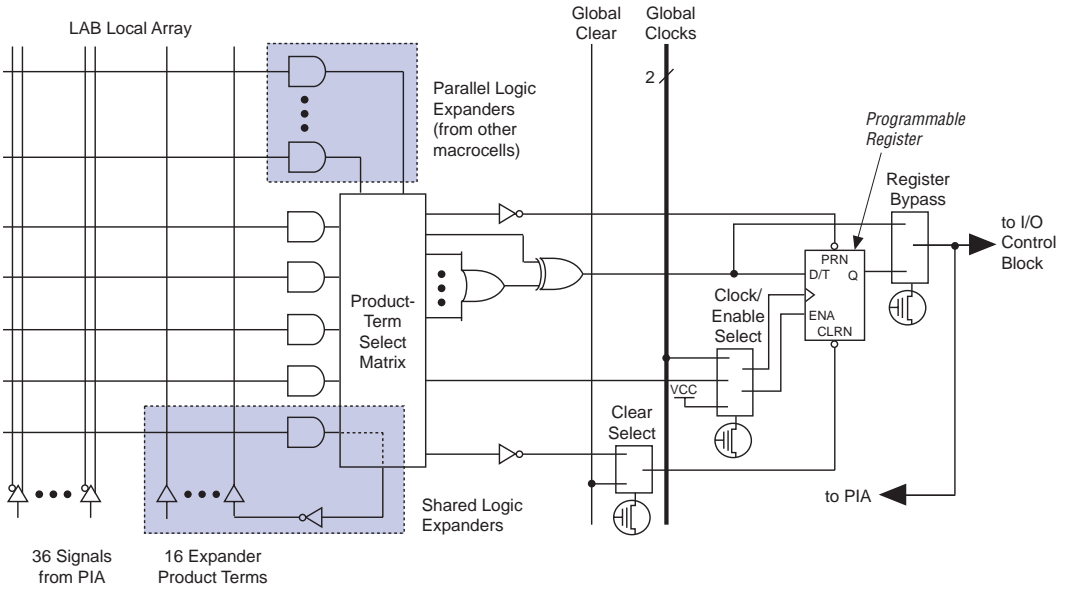 LAB Local Array
Global
Clear
Global
Clocks
2
Parallel Logic
Expanders
(from other
macrocells)
Programmable
Register
Register
Bypass
to I/O
Control
Block
PRN
D/T
Q
ENA
CLRN
Clock/
Enable
Select
Product-
Term
Select
Matrix
VCC
Clear
Select
to PIA
Shared Logic
Expanders
36 Signals
from PIA
16 Expander
Product Terms